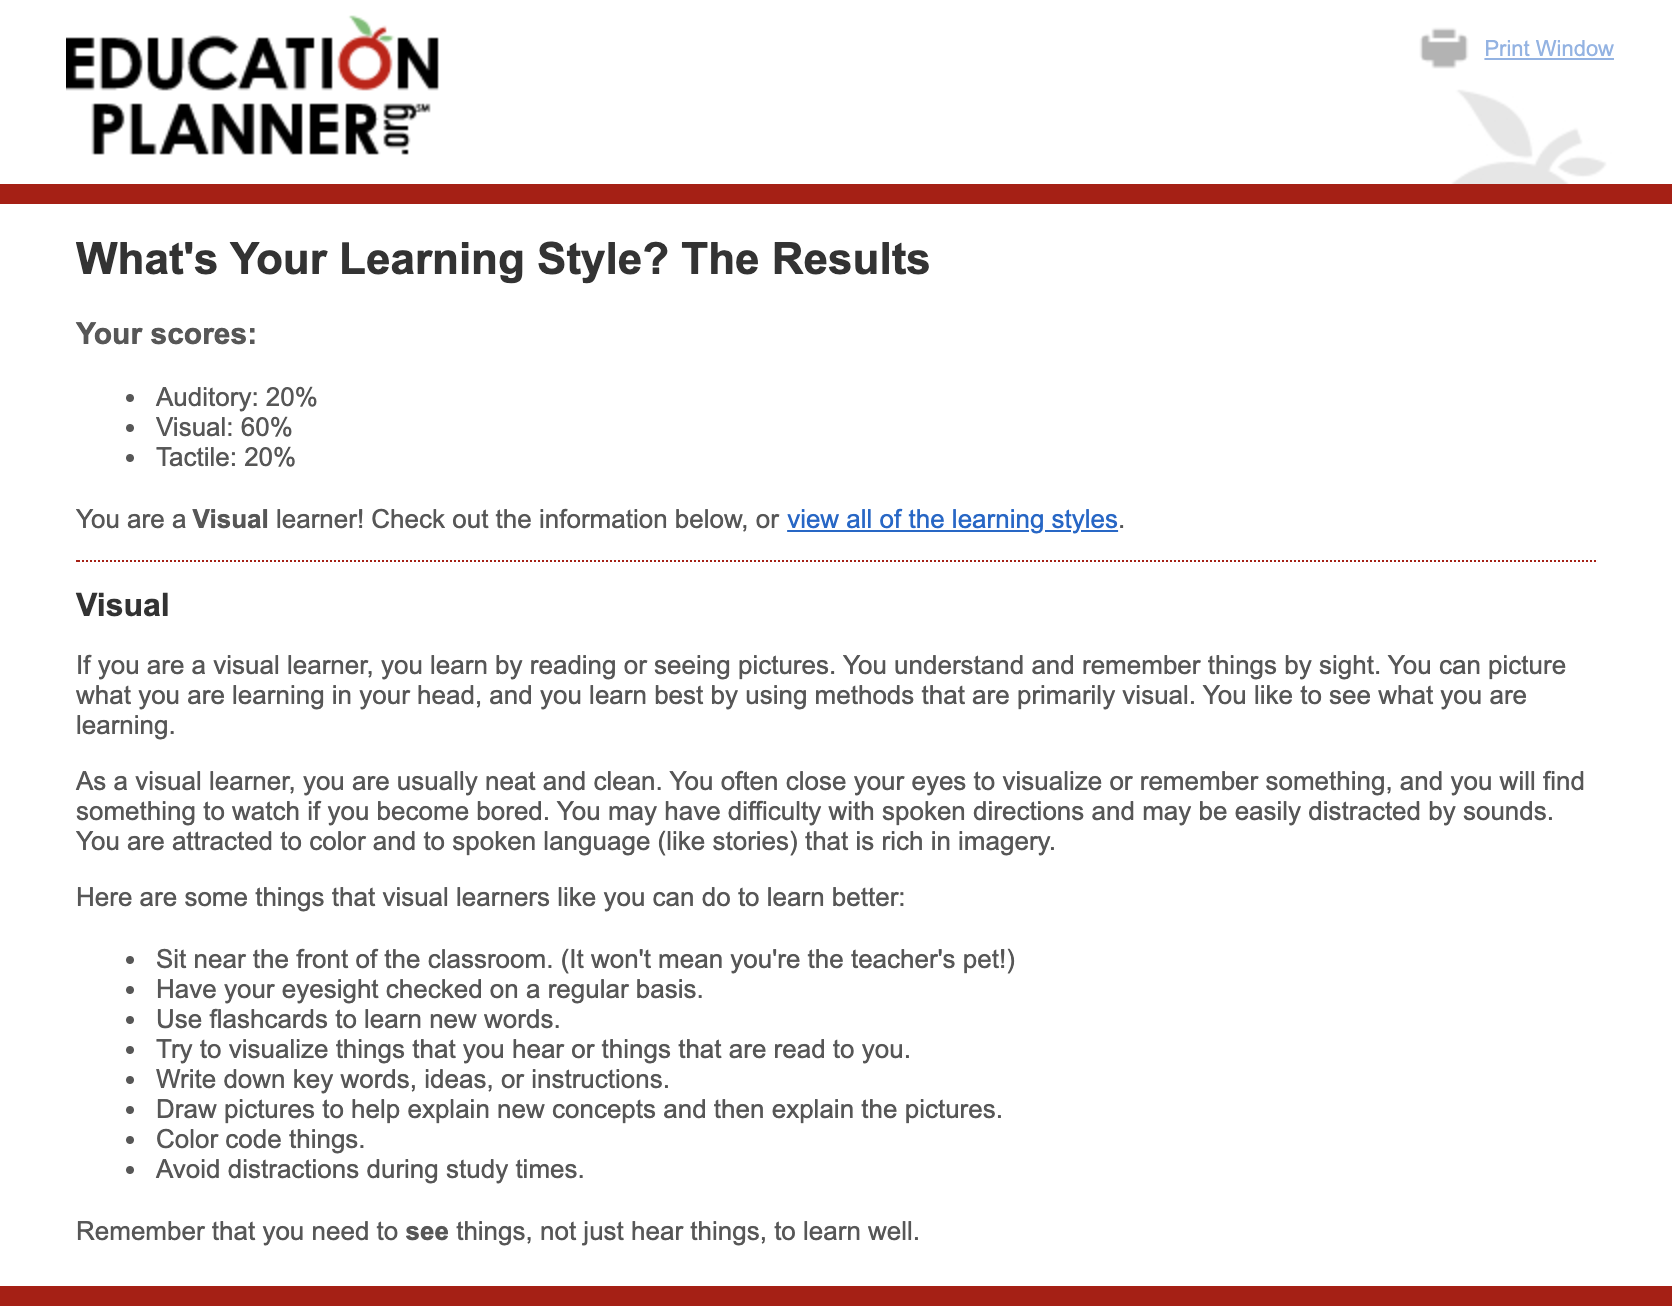 EDUCATION
PLANNER.org℠
Print Window
What's Your Learning Style? The Results
Your scores:
• Auditory: 20%
• Visual: 60%
• Tactile: 20%
You are a Visual learner! Check out the information below, or view all of the learning styles.
Visual
If you are a visual learner, you learn by reading or seeing pictures. You understand and remember things by sight. You can picture
what you are learning in your head, and you learn best by using methods that are primarily visual. You like to see what you are
learning.
As a visual learner, you are usually neat and clean. You often close your eyes to visualize or remember something, and you will find
something to watch if you become bored. You may have difficulty with spoken directions and may be easily distracted by sounds.
You are attracted to color and to spoken language (like stories) that is rich in imagery.
Here are some things that visual learners like you can do to learn better:
• Sit near the front of the classroom. (It won't mean you're the teacher's pet!)
• Have your eyesight checked on a regular basis.
• Use flashcards to learn new words.
• Try to visualize things that you hear or things that are read to you.
• Write down key words, ideas, or instructions.
• Draw pictures to help explain new concepts and then explain the pictures.
• Color code things.
• Avoid distractions during study times.
Remember that you need to see things, not just hear things, to learn well.